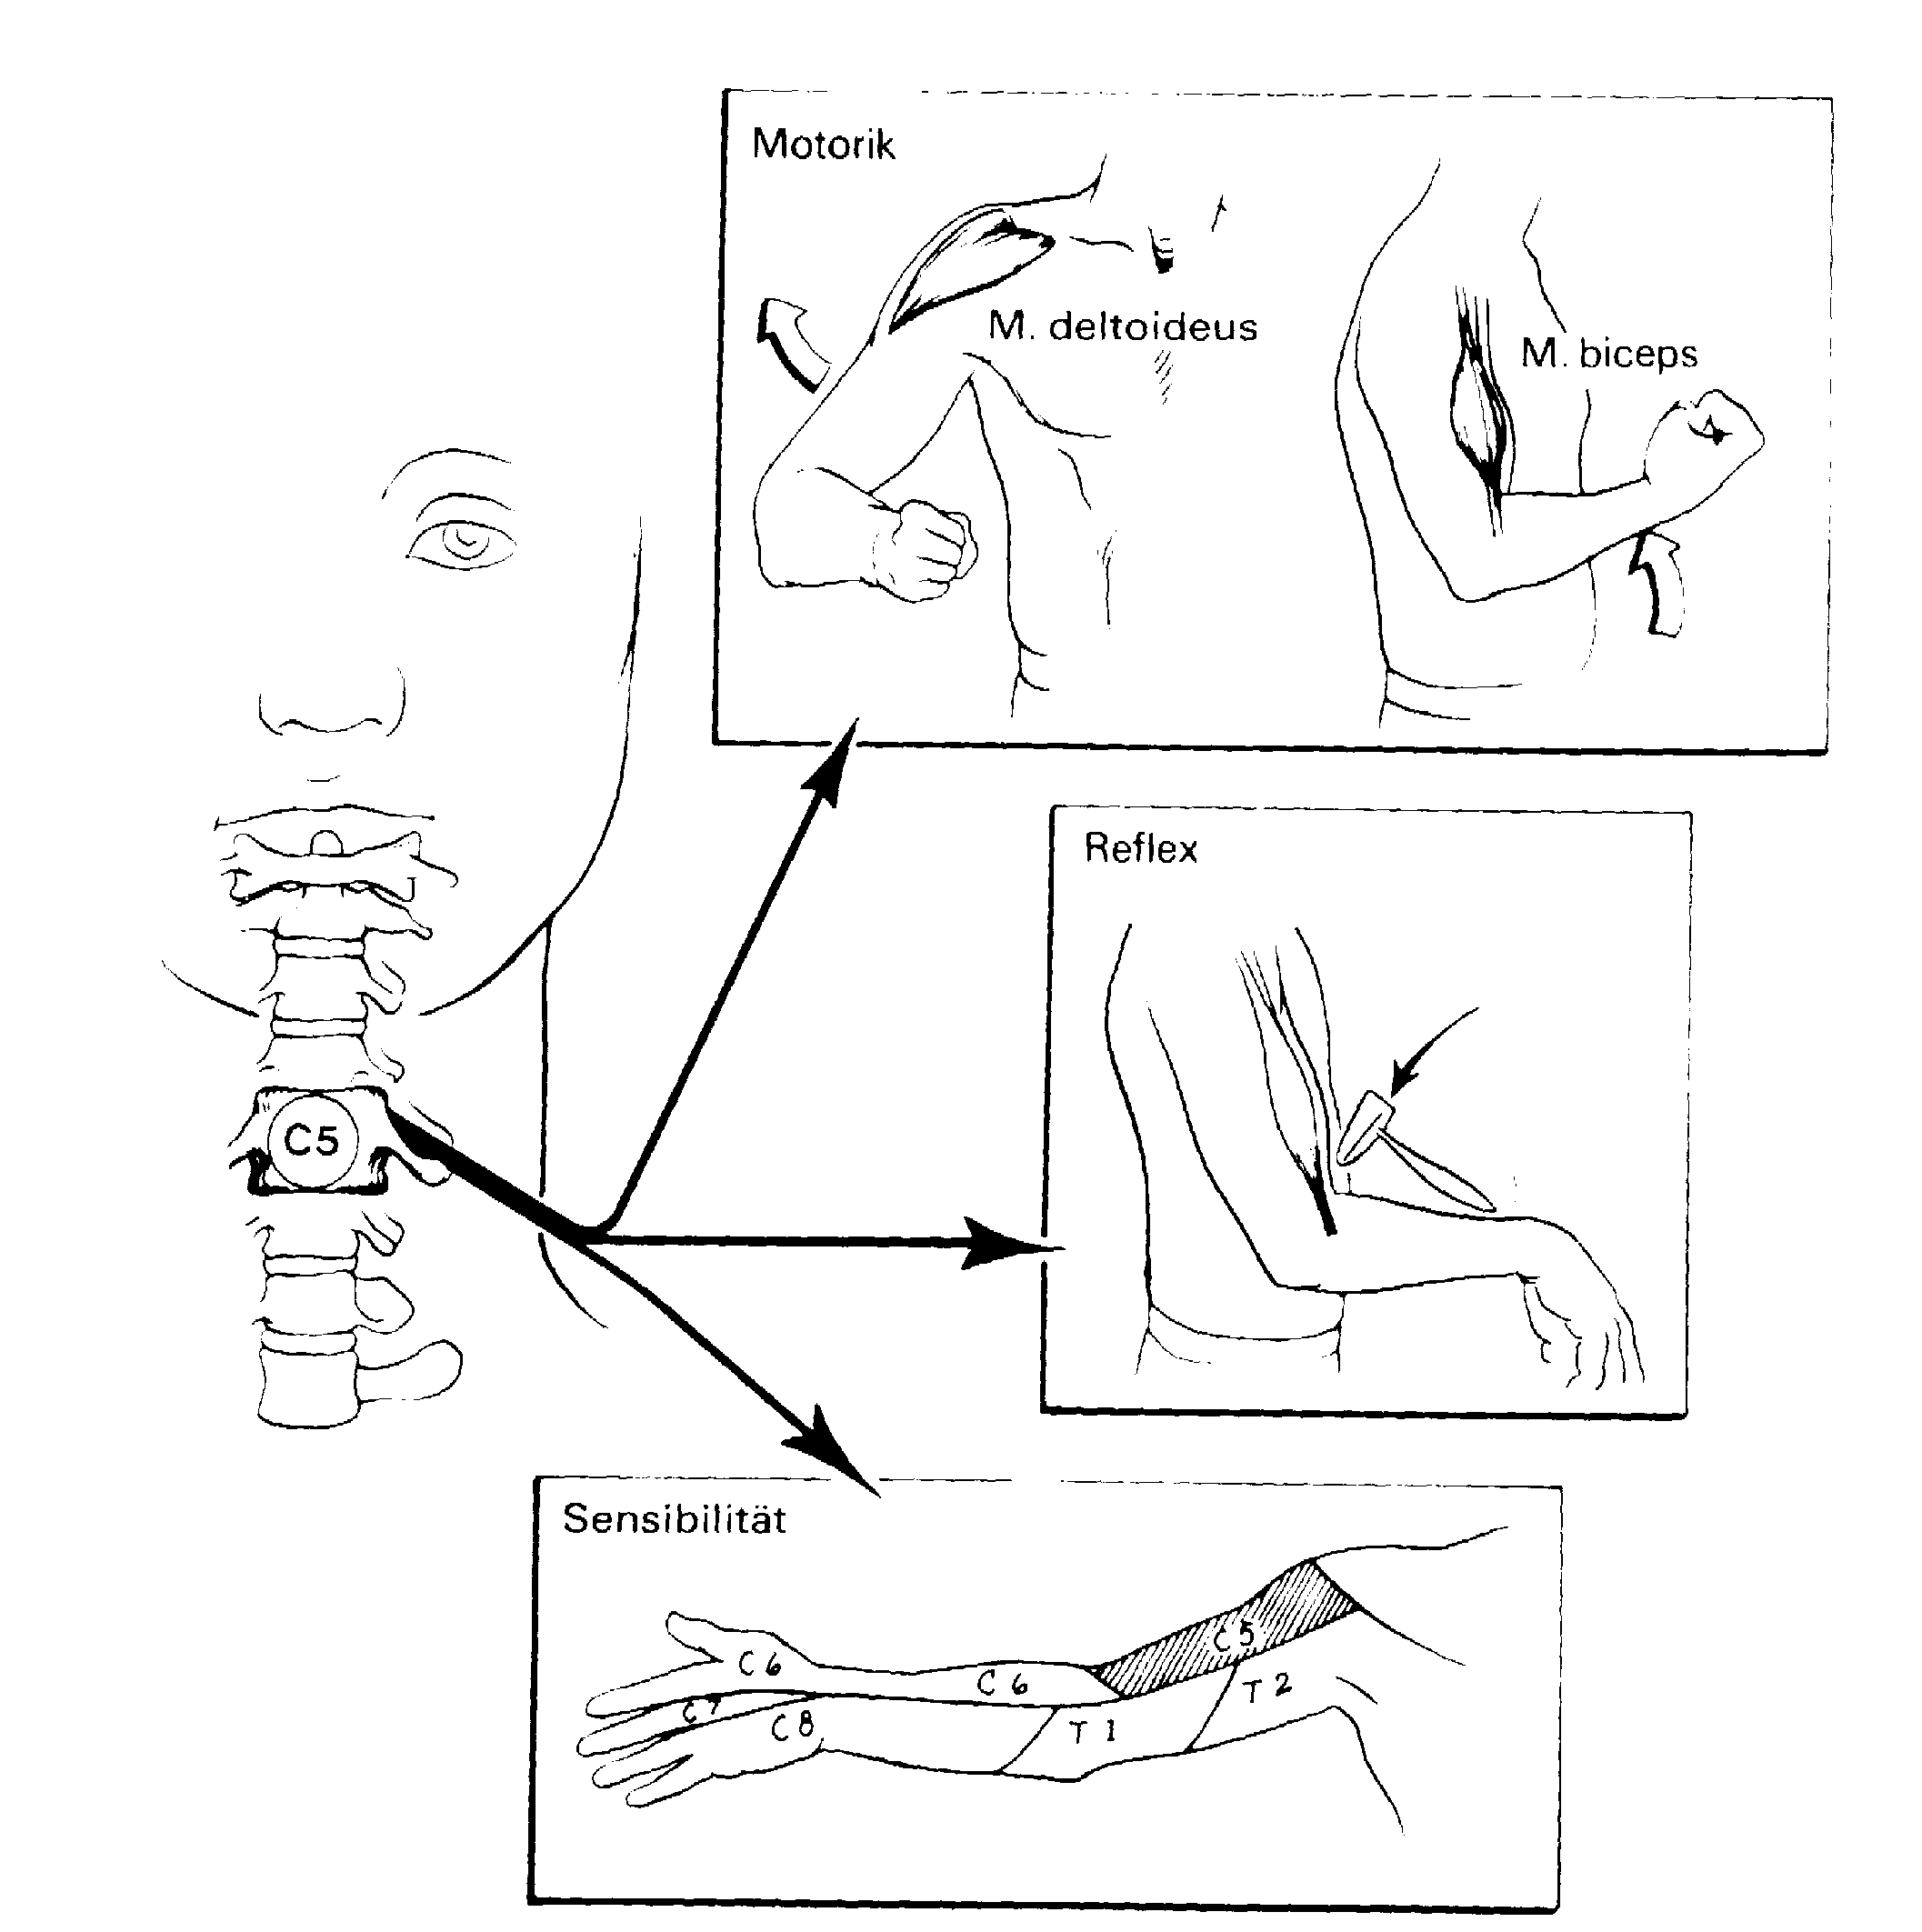 Motorik
M. deltoideus
M. biceps
Reflex
C5
Sensibilität
C5
C6
C6
T2
C7
C8
T1